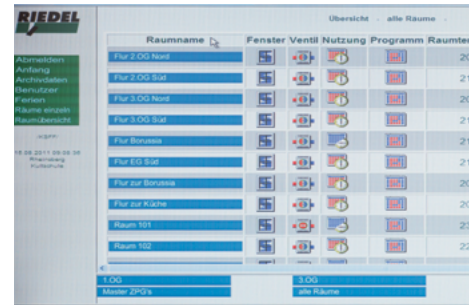 RIEDEL
Übersicht - alle Räume -
Raumname Fenster Ventil Nutzung Programm Raumtem
Abmelden
Anfang
Archivdaten
Benutzer
Ferien
Räume einzeln
Raumübersicht
Flur 2.OG Nord
Flur 2.OG Süd
Flur 3.OG Nord
Flur 3.OG Süd
Flur Borussia
Flur EG Süd
Flur zur Borussia
Flur zur Küche
Raum 101
Raum 102
1.OG 3.OG
Master ZPG's alle Räume